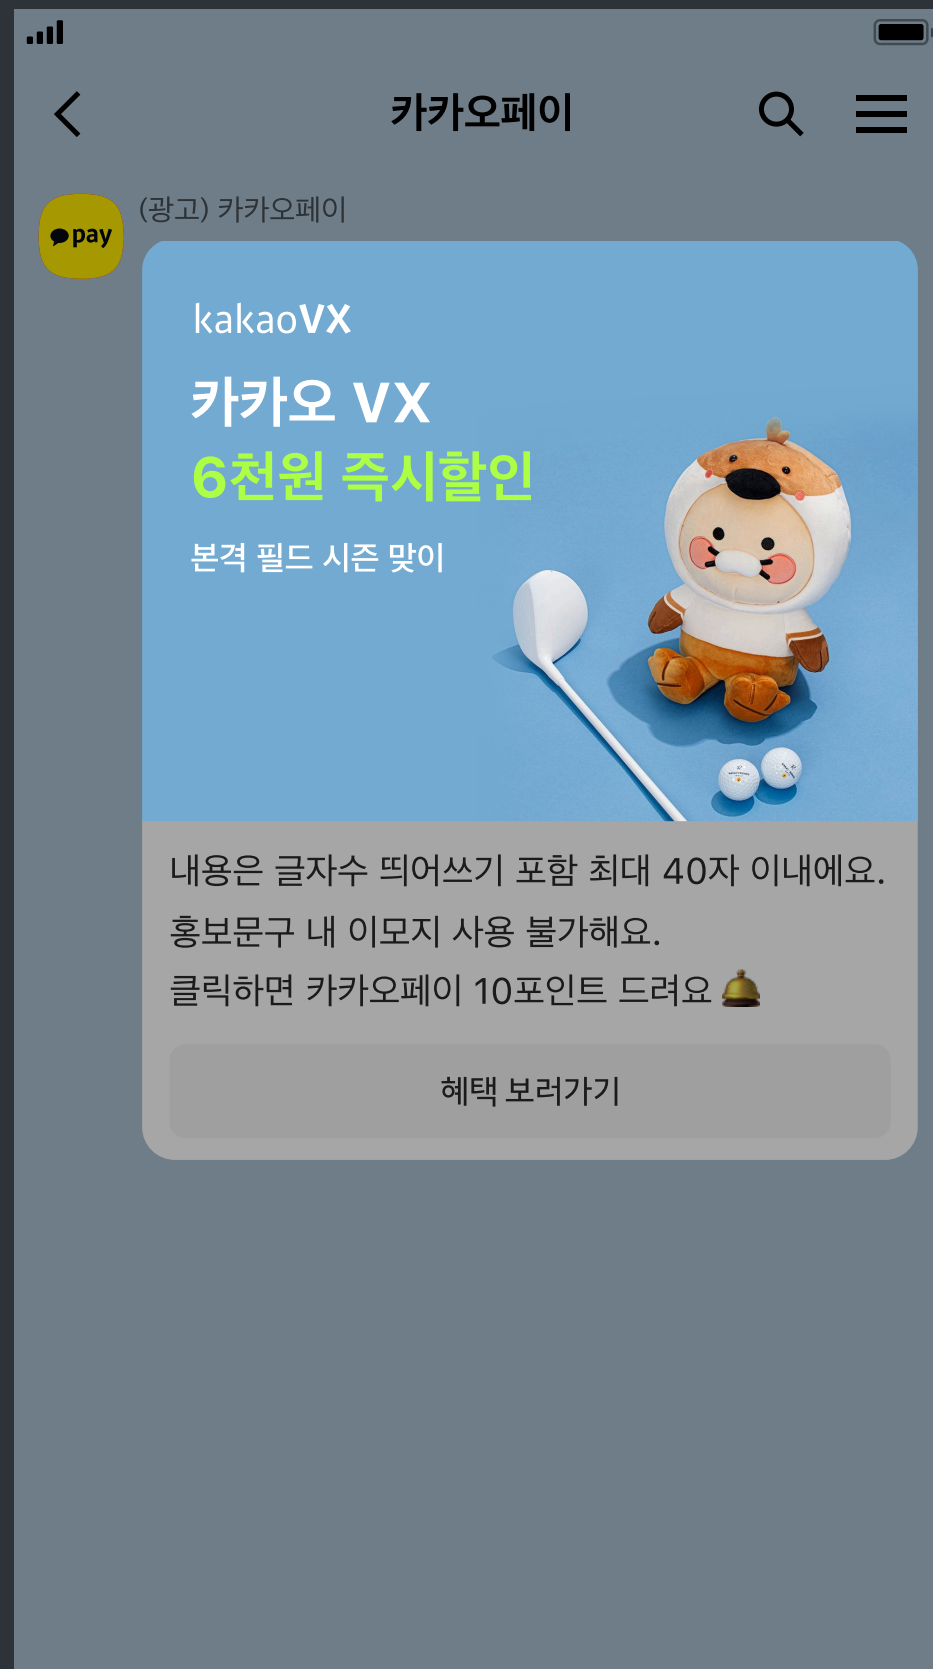 카카오페이
pay
(광고) 카카오페이
kakaoVX
카카오 VX
6천원 즉시할인
본격 필드 시즌 맞이
내용은 글자수 띄어쓰기 포함 최대 40자 이내에요.
홍보문구 내 이모지 사용 불가해요.
클릭하면 카카오페이 10포인트 드려요
혜택 보러가기